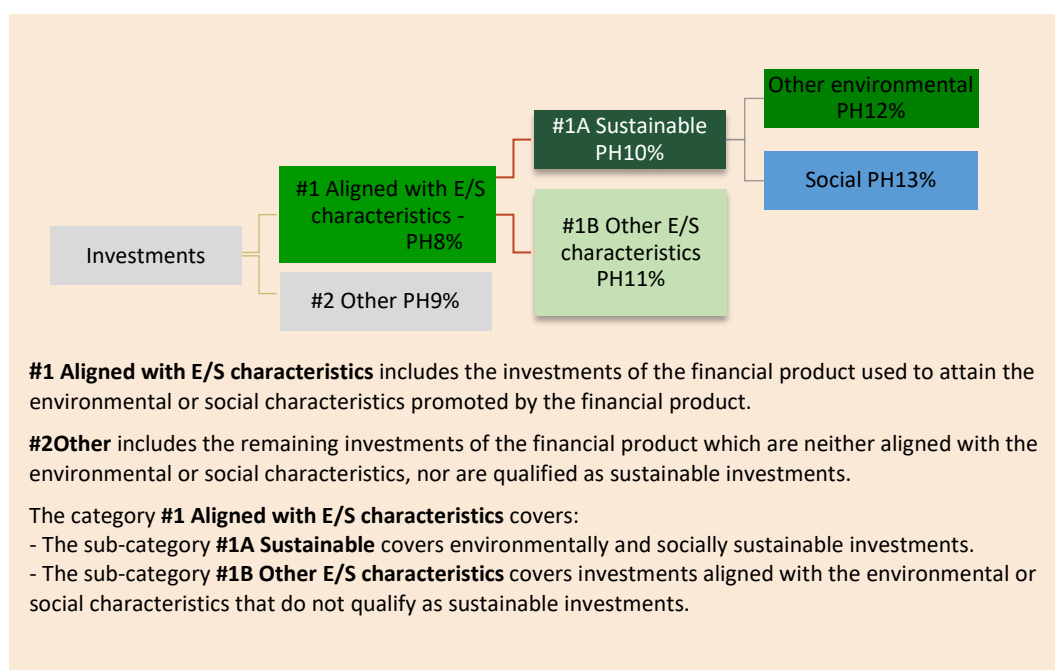 Investments
#1 Aligned with E/S
characteristics -
PH8%
#2 Other PH9%
#1A Sustainable
PH10%
#1B Other E/S
characteristics
PH11%
Other environmental
PH12%
Social PH13%
#1 Aligned with E/S characteristics includes the investments of the financial product used to attain the
environmental or social characteristics promoted by the financial product.
#2Other includes the remaining investments of the financial product which are neither aligned with the
environmental or social characteristics, nor are qualified as sustainable investments.
The category #1 Aligned with E/S characteristics covers:
- The sub-category #1A Sustainable covers environmentally and socially sustainable investments.
- The sub-category #1B Other E/S characteristics covers investments aligned with the environmental or
social characteristics that do not qualify as sustainable investments.